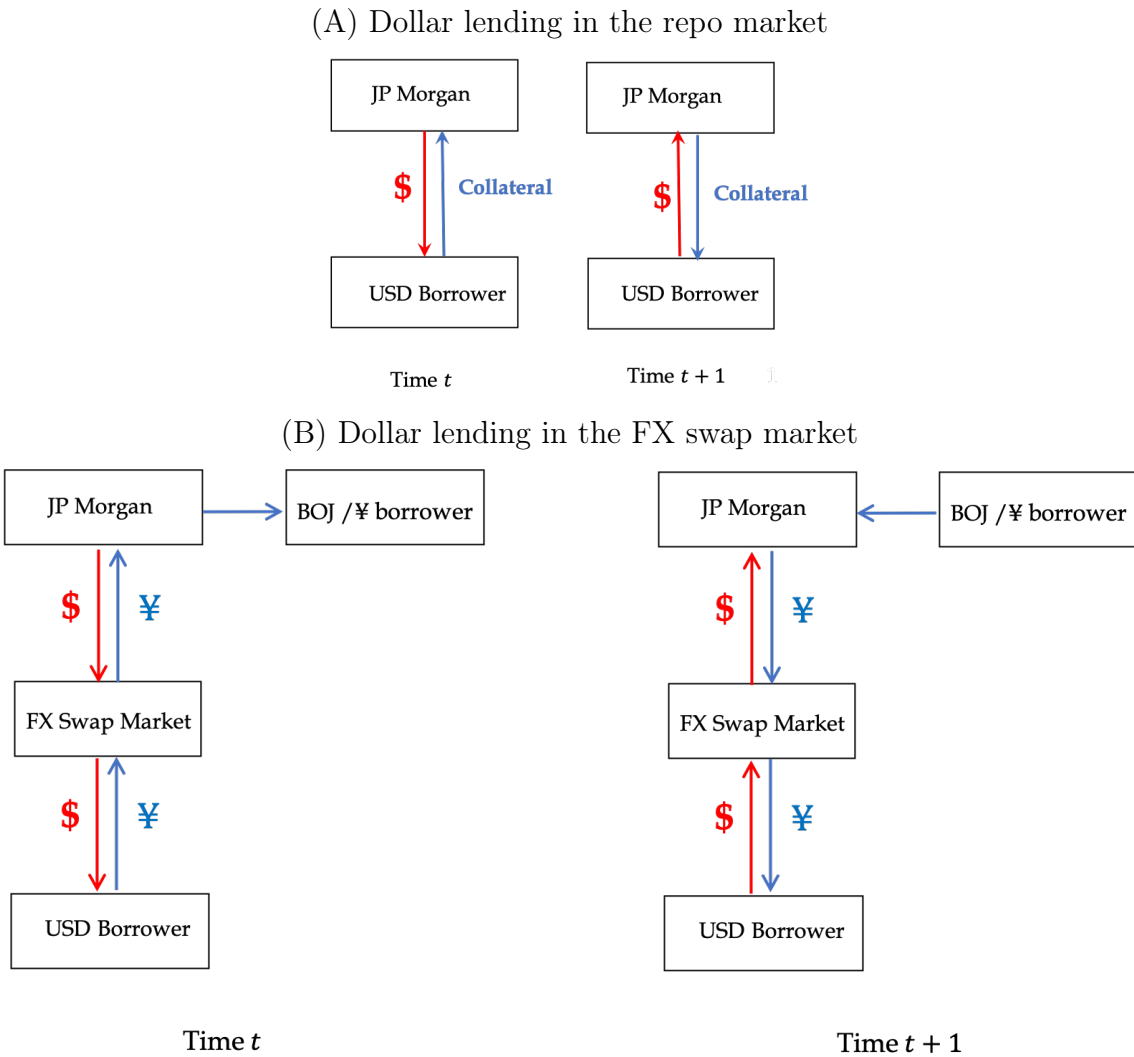 (A) Dollar lending in the repo market
JP Morgan
JP Morgan
$
Collateral
$
Collateral
USD Borrower
USD Borrower
Time t
Time t + 1
(B) Dollar lending in the FX swap market
JP Morgan
BOJ /¥ borrower
JP Morgan
BOJ /¥ borrower
$
¥
$
¥
FX Swap Market
FX Swap Market
$
¥
$
¥
USD Borrower
USD Borrower
Time t
Time t + 1